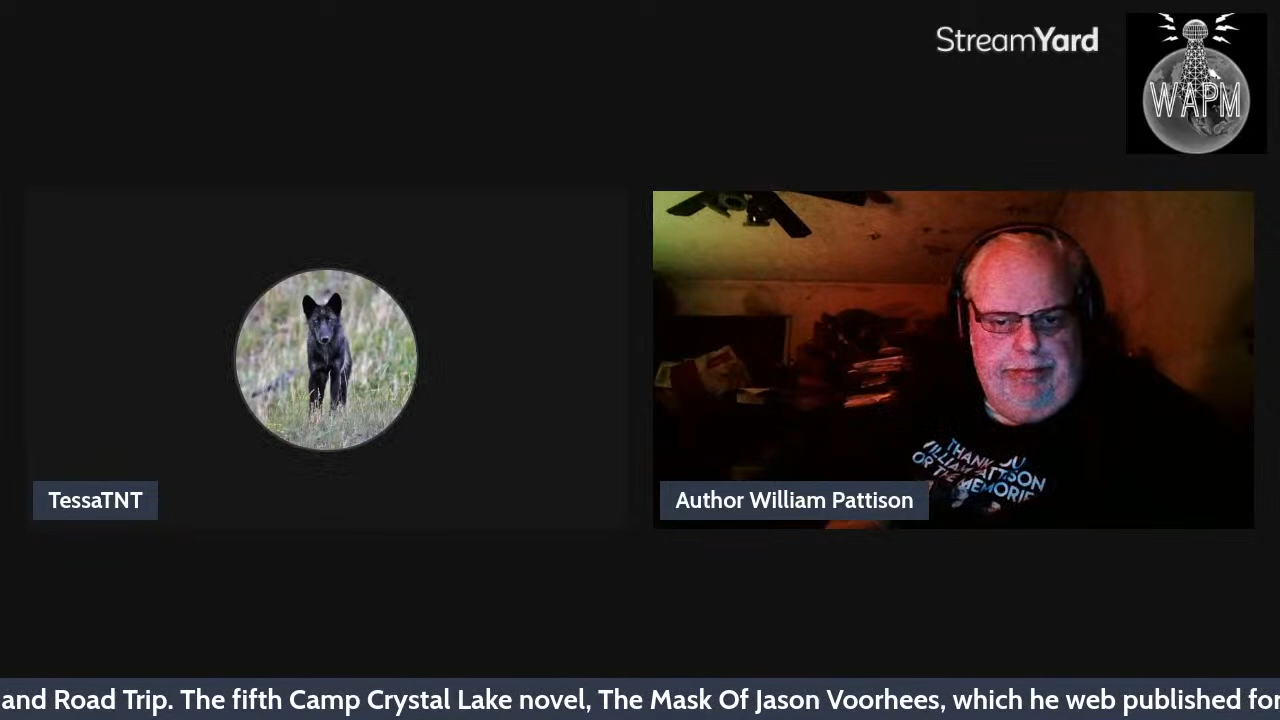 StreamYard
WAPM
TessaTNT
THANK YOU
WILLIAM PATTISON
FOR THE MEMORIES
Author William Pattison
and Road Trip. The fifth Camp Crystal Lake novel, The Mask Of Jason Voorhees, which he web published for